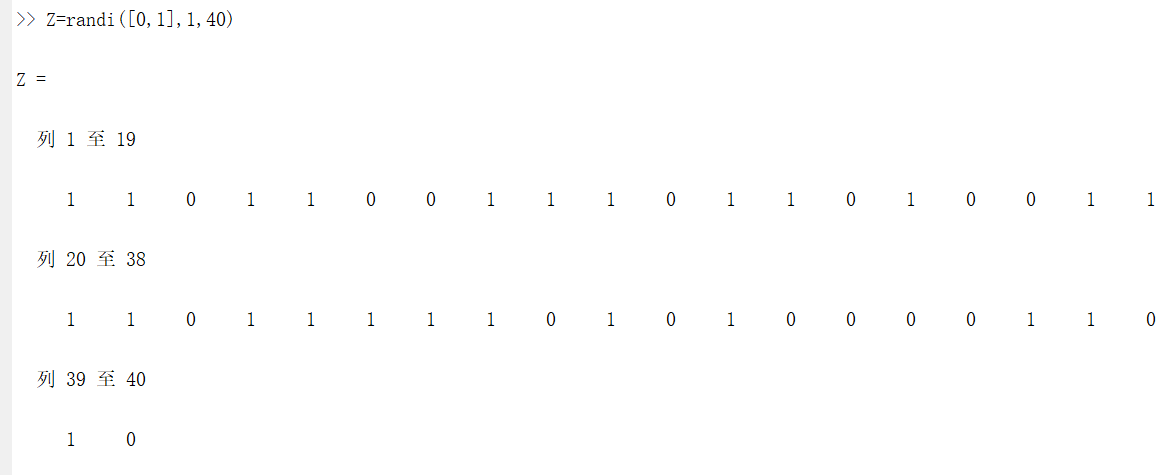 >> Z=randi([0,1],1,40)
Z =
列 1 至 19
1 1 0 1 1 0 0 1 1 1 0 1 1 0 1 0 0 1 1
列 20 至 38
1 1 0 1 1 1 1 1 0 1 0 1 0 0 0 0 1 1 0
列 39 至 40
1 0